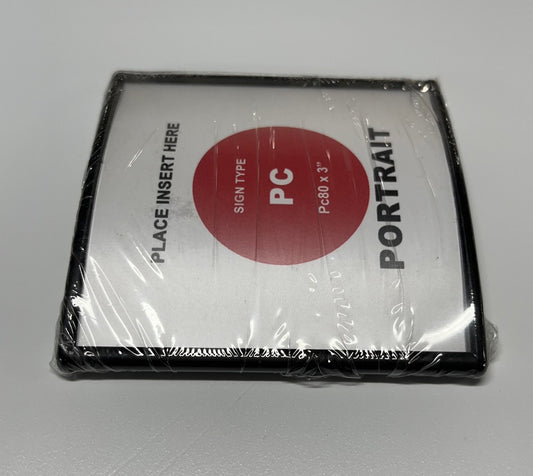 PLACE INSERT HERE
SIGN TYPE
PC
Pc80 x 3"
PORTRAIT